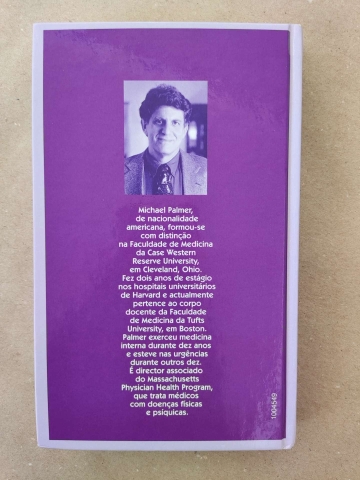 Michael Palmer,
de nacionalidade
americana, formou-se
com distinção
na Faculdade de Medicina
da Case Western
Reserve University,
em Cleveland, Ohio.
Fez dois anos de estágio
nos hospitais universitários
de Harvard e actualmente
pertence ao corpo
docente da Faculdade
de Medicina da Tufts
University, em Boston.
Palmer exerceu medicina
interna durante dez anos
e esteve nas urgências
durante outros dez.
É director associado
do Massachusetts
Physician Health Program,
que trata médicos
com doenças físicas
e psíquicas.
1004549